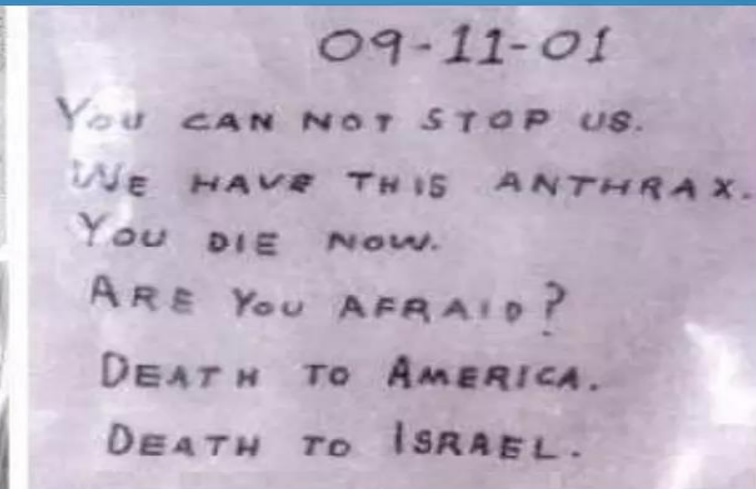 09-11-01
YOU CAN NOT STOP US.
WE HAVE THIS ANTHRAX.
YOU DIE NOW.
ARE YOU AFRAID?
DEATH TO AMERICA.
DEATH TO ISRAEL.